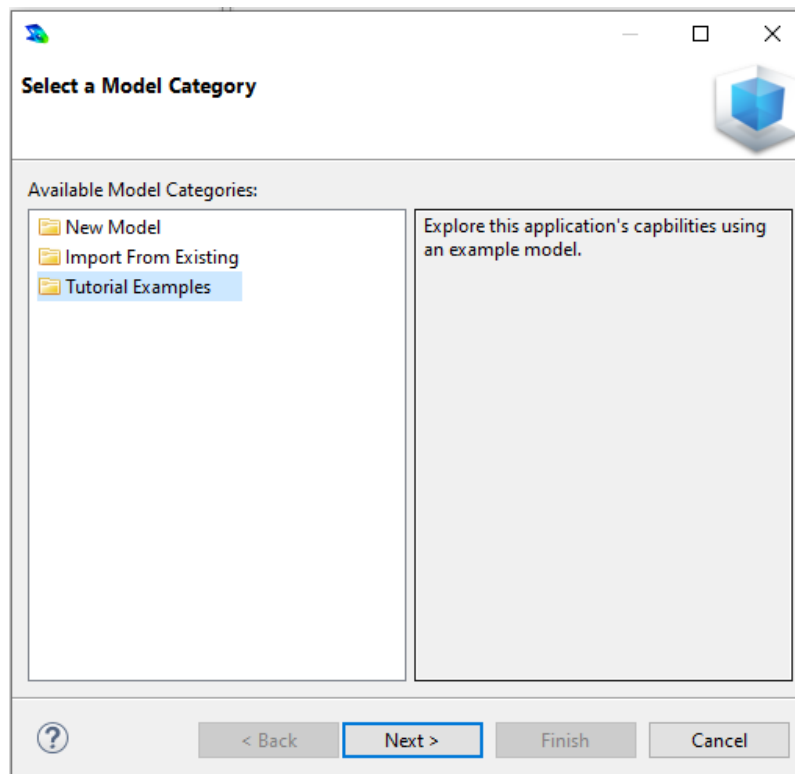 Select a Model Category
Available Model Categories:
New Model
Import From Existing
Tutorial Examples
Explore this application's capbilities using
an example model.
?
< Back
Next >
Finish
Cancel